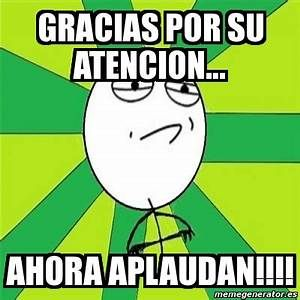 GRACIAS POR SU
ATENCION...
AHORA APLAUDAN!!!!
memegenerator.es